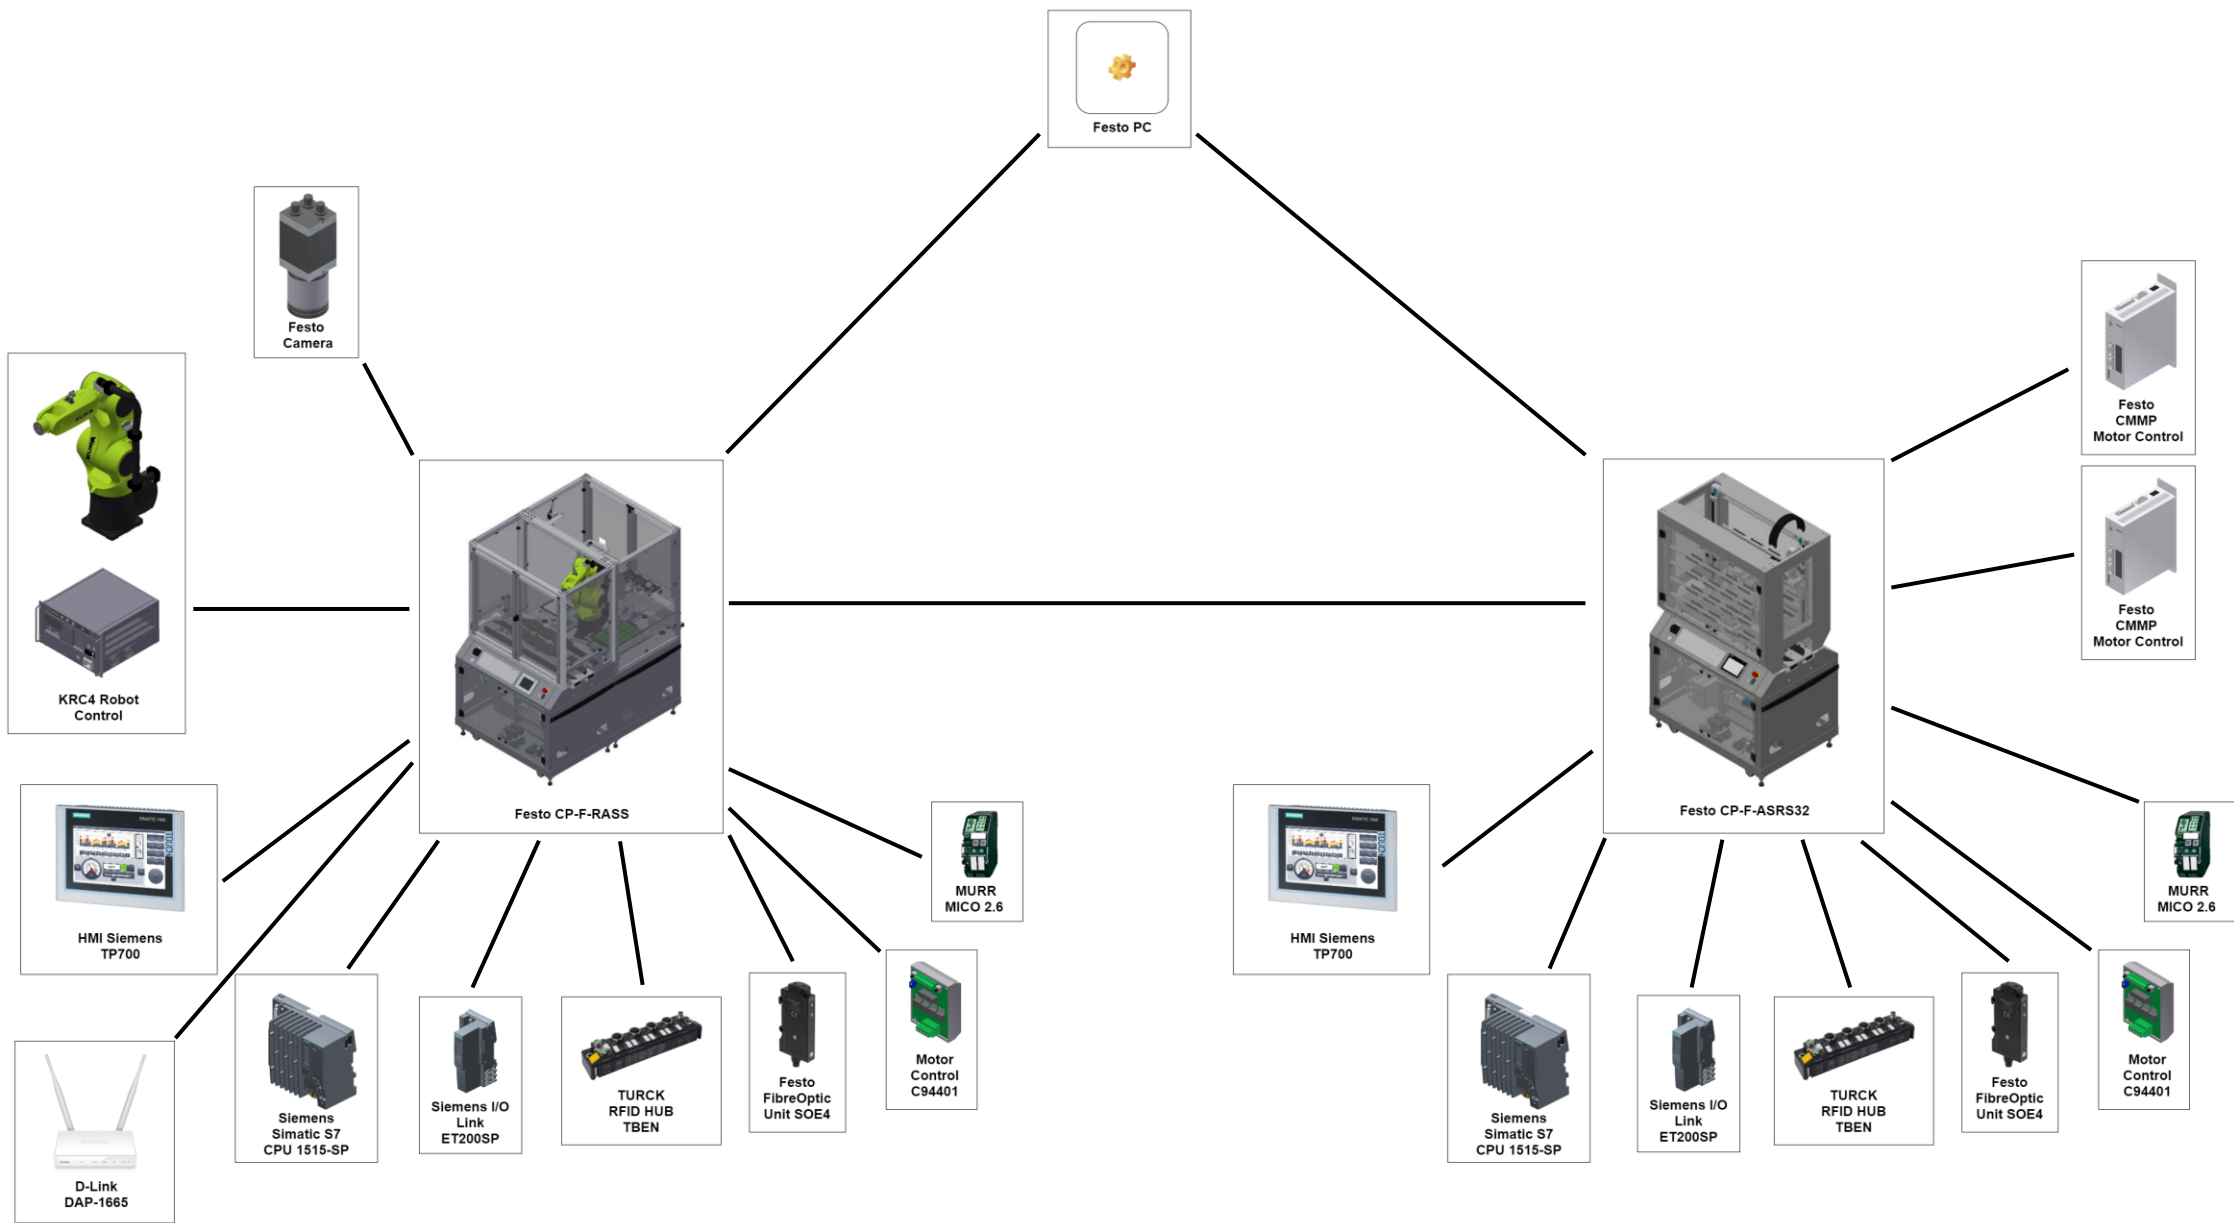 Festo PC
Festo
Camera
KRC4 Robot
Control
Festo
CMMP
Motor Control
Festo
CMMP
Motor Control
Festo CP-F-RASS
Festo CP-F-ASRS32
HMI Siemens
TP700
MURR
MICO 2.6
HMI Siemens
TP700
MURR
MICO 2.6
D-Link
DAP-1665
Siemens
Simatic S7
CPU 1515-SP
Siemens I/O
Link
ET200SP
TURCK
RFID HUB
TBEN
Festo
FibreOptic
Unit SOE4
Motor
Control
C94401
Siemens
Simatic S7
CPU 1515-SP
Siemens I/O
Link
ET200SP
TURCK
RFID HUB
TBEN
Festo
FibreOptic
Unit SOE4
Motor
Control
C94401